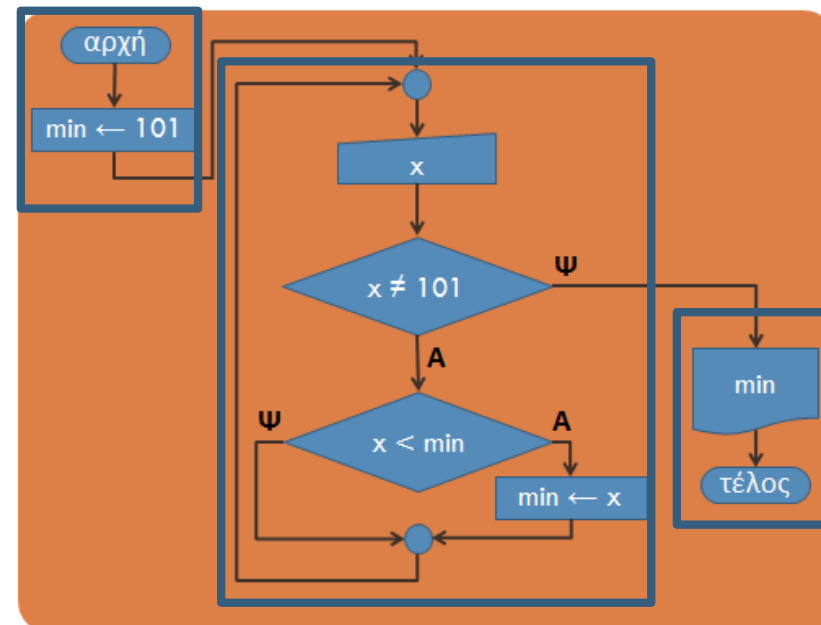 αρχή
min ← 101
x
x ≠ 101
Ψ
Α
x < min
Ψ
Α
min ← x
min
τέλος